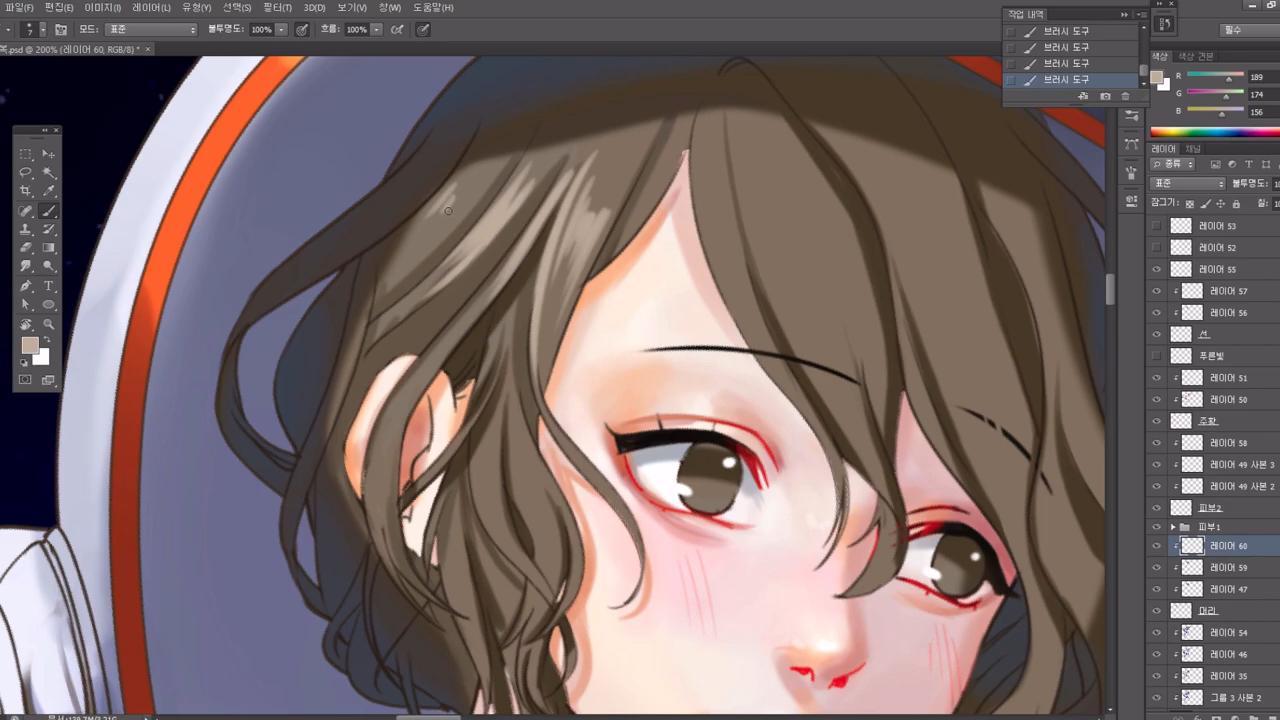 파일(F) 편집(E) 이미지(I) 레이어(L) 유형(Y) 선택(S) 필터(T) 3D(D) 보기(V) 창(W) 도움말(H)
7 모드: 표준 불투명도: 100% 흐름: 100% 필수
.psd @ 200% (레이어 60, RGB/8) * ×
작업 내역
브러시 도구
브러시 도구
브러시 도구
브러시 도구
색상 색상 견본
R 189
G 174
B 156
레이어 채널
종류
표준 불투명도: 10
잠그기: 칠: 10
레이어 53
레이어 52
레이어 55
레이어 57
레이어 56
선
푸른빛
레이어 51
레이어 50
주황
레이어 58
레이어 49 사본 3
레이어 49 사본 2
피부2
피부1
레이어 60
레이어 59
레이어 47
머리
레이어 54
레이어 46
레이어 35
그룹 3 사본 2